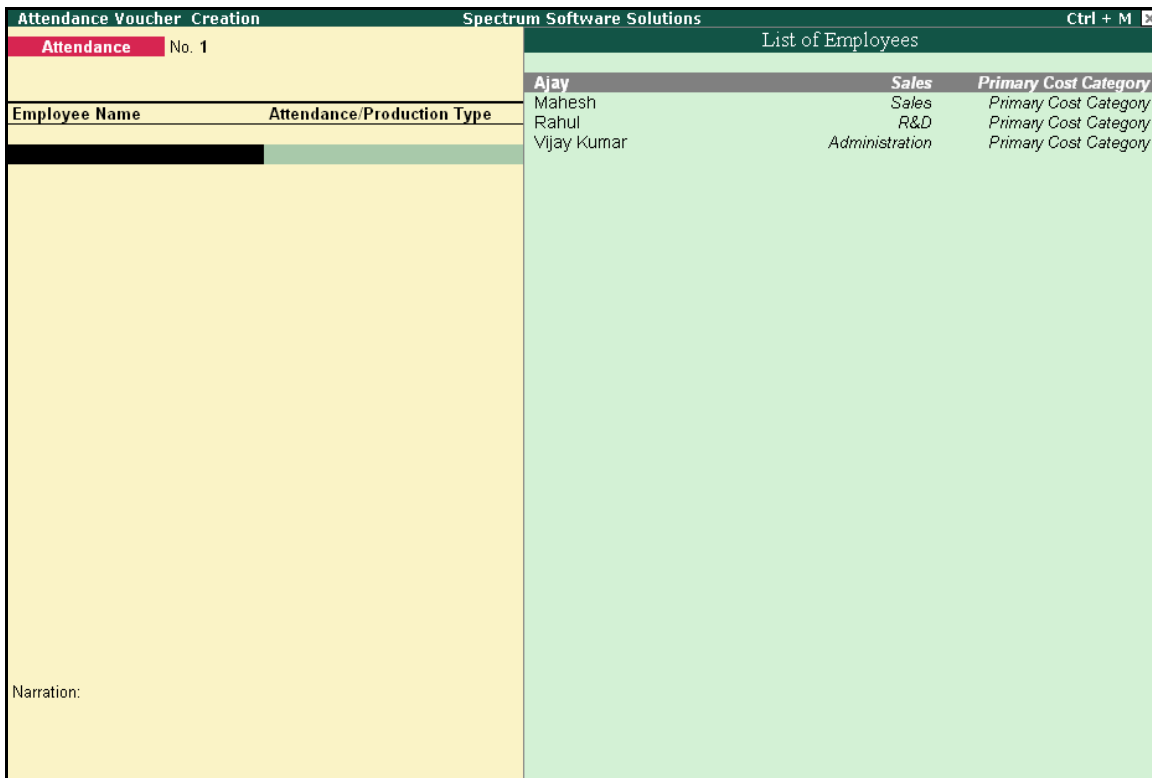 Attendance Voucher Creation Spectrum Software Solutions Ctrl + M
Attendance No. 1
List of Employees
Employee Name Attendance/Production Type
Ajay Sales Primary Cost Category
Mahesh Sales Primary Cost Category
Rahul R&D Primary Cost Category
Vijay Kumar Administration Primary Cost Category
Narration: